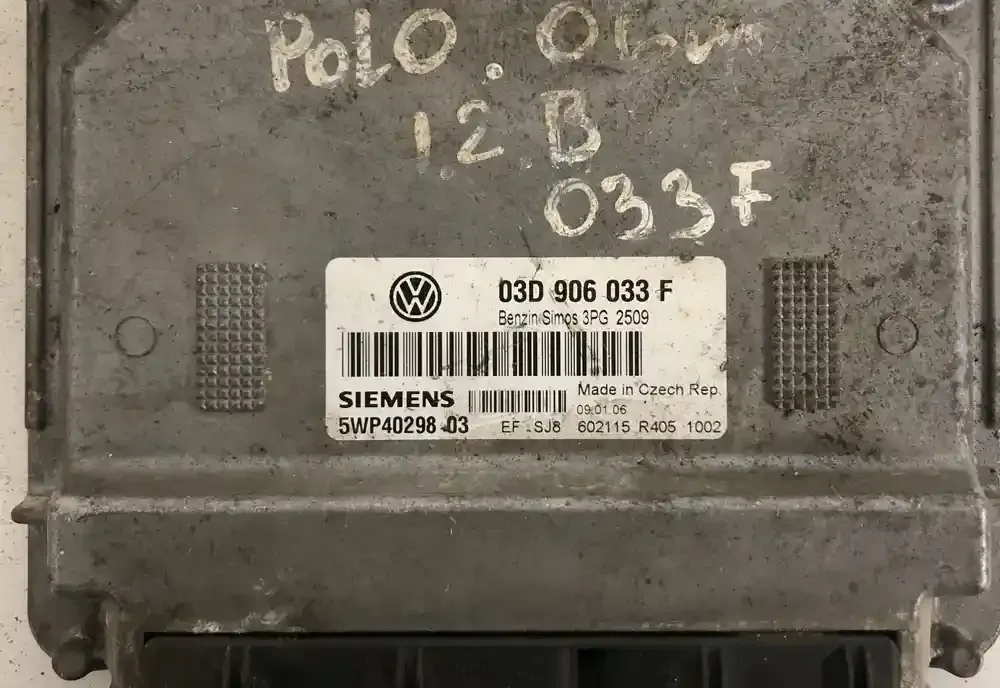 POLO.
1.2.B
033F
VW
03D 906 033 F
Benzin/Simos 3PG 2509
SIEMENS
Made in Czech Rep.
09.01.06
5WP40298 03 EF - SJ8 602115 R405 1002